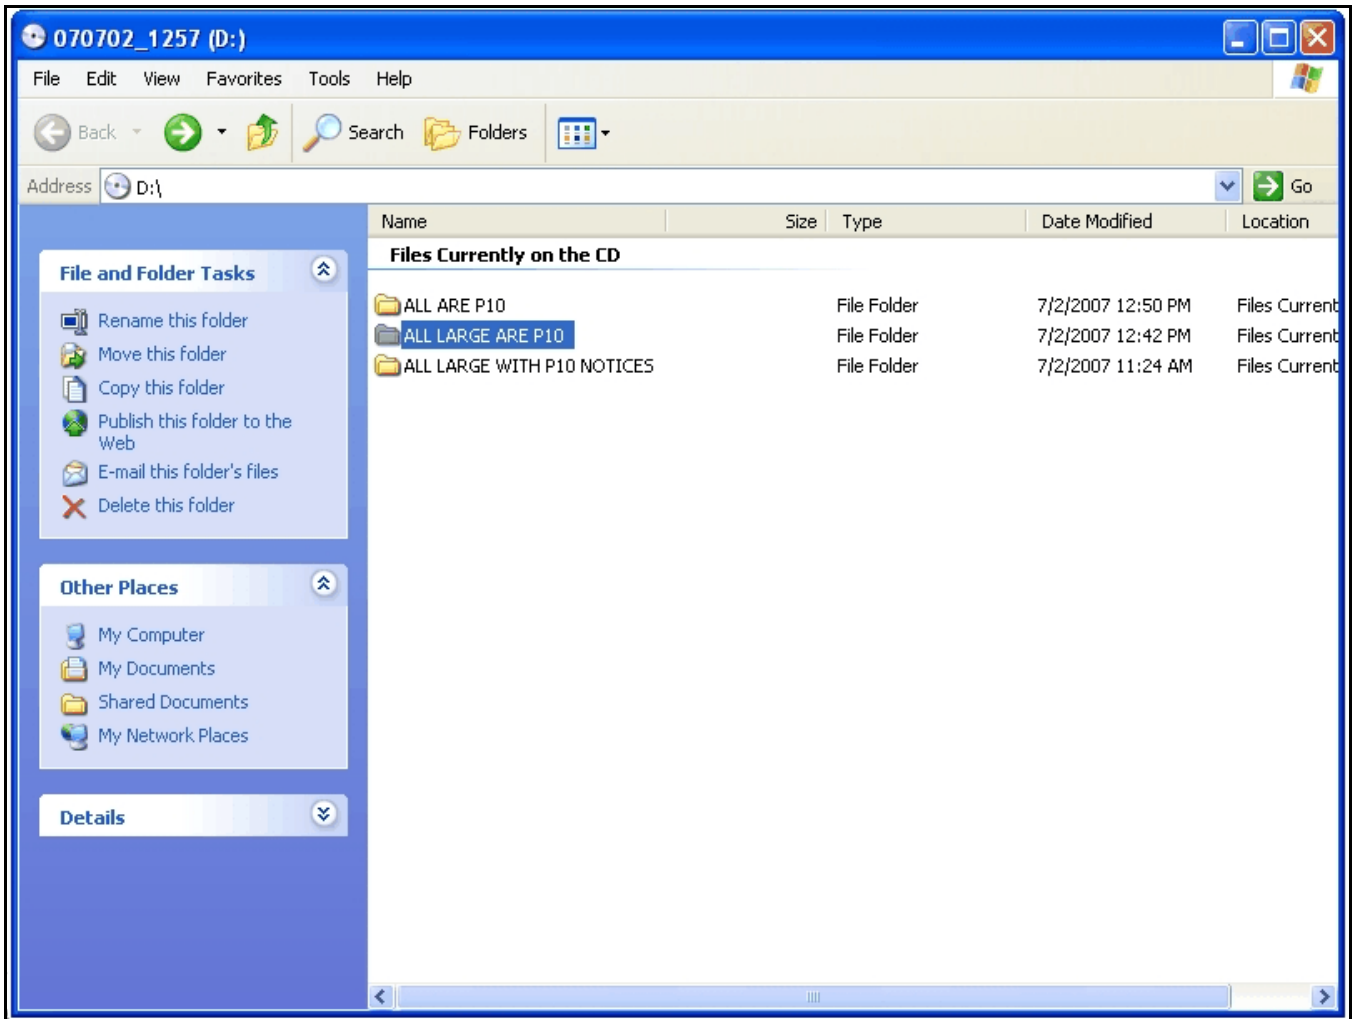 070702_1257 (D:)
File Edit View Favorites Tools Help
Back Search Folders
Address D:\ Go
Name Size Type Date Modified Location
Files Currently on the CD
ALL ARE P10 File Folder 7/2/2007 12:50 PM Files Current
ALL LARGE ARE P10 File Folder 7/2/2007 12:42 PM Files Current
ALL LARGE WITH P10 NOTICES File Folder 7/2/2007 11:24 AM Files Current
File and Folder Tasks
Rename this folder
Move this folder
Copy this folder
Publish this folder to the
Web
E-mail this folder's files
Delete this folder
Other Places
My Computer
My Documents
Shared Documents
My Network Places
Details